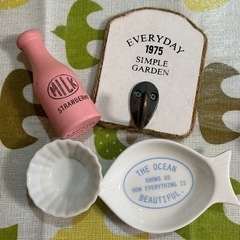 MILK
STRAWBERRY
EVERYDAY
1975
SIMPLE
GARDEN
THE OCEAN
SHOWS US
HOW EVERYTHING IS
BEAUTIFUL.